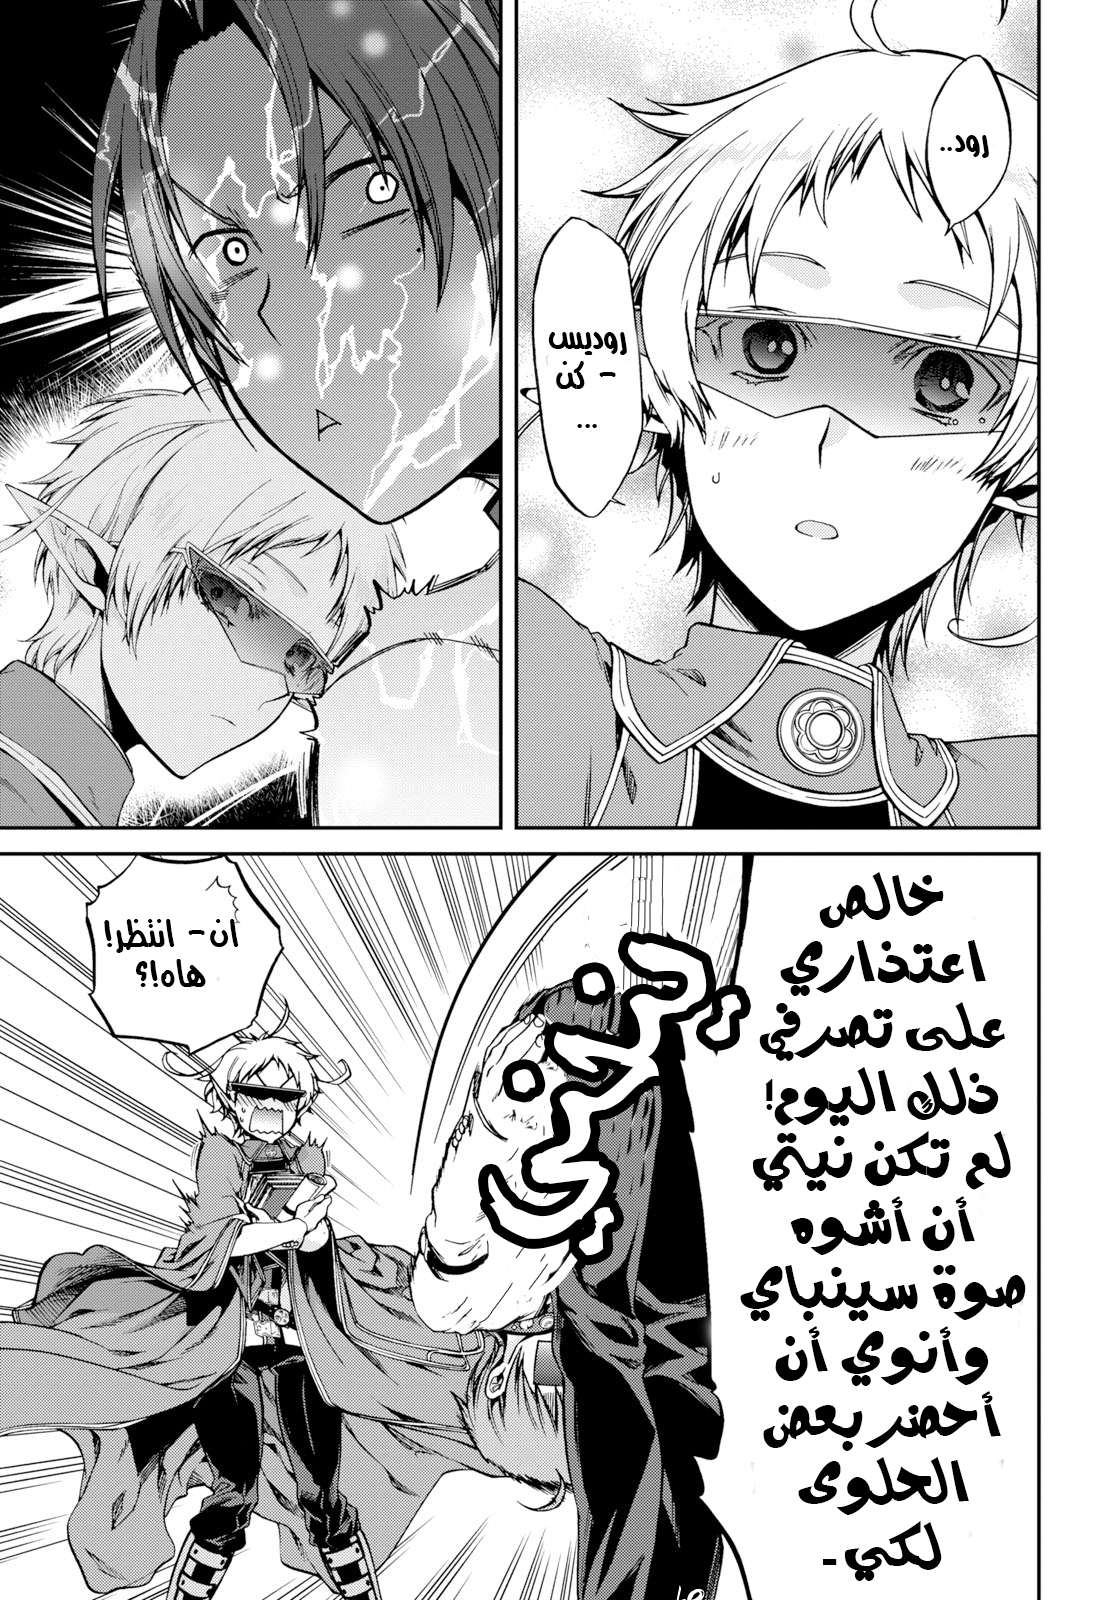 رود..
روديس
- كن
...
ان- انتظر!
هاه!؟
خالص
اعتذاري
على تصرفي
ذلك اليوم!
لم تكن نيتي
أن أشوه
صوة سينباي
وأنوي أن
أحضر بعض
الحلوى
لكي -